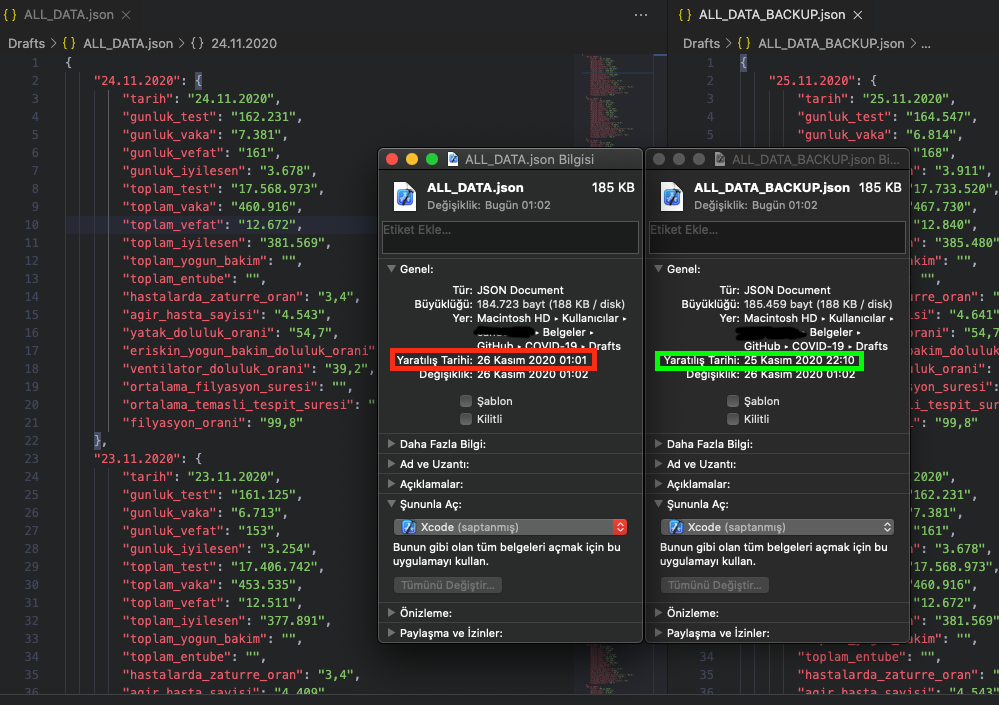 {} ALL_DATA.json ×
...
Drafts > {} ALL_DATA.json > {} 24.11.2020
1 {
2 "24.11.2020": {
3 "tarih": "24.11.2020",
4 "gunluk_test": "162.231",
5 "gunluk_vaka": "7.381",
6 "gunluk_vefat": "161",
7 "gunluk_iyilesen": "3.678",
8 "toplam_test": "17.568.973",
9 "toplam_vaka": "460.916",
10 "toplam_vefat": "12.672",
11 "toplam_iyilesen": "381.569",
12 "toplam_yogun_bakim": "",
13 "toplam_entube": "",
14 "hastalarda_zaturre_oran": "3,4",
15 "agir_hasta_sayisi": "4.543",
16 "yatak_doluluk_orani": "54,7",
17 "eriskin_yogun_bakim_doluluk_orani"
18 "ventilator_doluluk_orani": "39,2",
19 "ortalama_filyasyon_suresi": "",
20 "ortalama_temasli_tespit_suresi": "
21 "filyasyon_orani": "99,8"
22 },
23 "23.11.2020": {
24 "tarih": "23.11.2020",
25 "gunluk_test": "161.125",
26 "gunluk_vaka": "6.713",
27 "gunluk_vefat": "153",
28 "gunluk_iyilesen": "3.254",
29 "toplam_test": "17.406.742",
30 "toplam_vaka": "453.535",
31 "toplam_vefat": "12.511",
32 "toplam_iyilesen": "377.891",
33 "toplam_yogun_bakim": "",
34 "toplam_entube": "",
35 "hastalarda_zaturre_oran": "3,4",
36 "agir_hasta_sayisi": "4.409"
{} ALL_DATA_BACKUP.json ×
Drafts > {} ALL_DATA_BACKUP.json > ...
1 {
2 "25.11.2020": {
3 "tarih": "25.11.2020",
4 "gunluk_test": "164.547",
5 "gunluk_vaka": "6.814",
"168",
"3.911",
"17.733.520",
"467.730",
"12.840",
"385.480"
"",
"",
"4.641"
": "99,8"
2020",
"162.231",
"7.381",
"161",
"3.678",
"17.568.973"
"460.916",
"12.672",
"381.569"
34 "toplam_entube": "",
35 "hastalarda_zaturre_oran":
36 "agir_hasta_sayisi": "4.543"
ALL_DATA.json Bilgisi
ALL_DATA.json 185 KB
Değişiklik: Bugün 01:02
Etiket Ekle...
Genel:
Tür: JSON Document
Büyüklüğü: 184.723 bayt (188 KB / disk)
Yer: Macintosh HD ▸ Kullanıcılar ▸
▸ Belgeler ▸
GitHub ▸ COVID-19 ▸ Drafts
Yaratılış Tarihi: 26 Kasım 2020 01:01
Değişiklik: 26 Kasım 2020 01:02
Şablon
Kilitli
Daha Fazla Bilgi:
Ad ve Uzantı:
Açıklamalar:
Şununla Aç:
Xcode (saptanmış)
Bunun gibi olan tüm belgeleri açmak için bu
uygulamayı kullan.
Tümünü Değiştir...
Önizleme:
Paylaşma ve İzinler:
ALL_DATA_BACKUP.json Bi...
ALL_DATA_BACKUP.json 185 KB
Değişiklik: Bugün 01:02
Etiket Ekle...
Genel:
Tür: JSON Document
Büyüklüğü: 185.459 bayt (188 KB / disk)
Yer: Macintosh HD ▸ Kullanıcılar ▸
▸ Belgeler ▸
GitHub ▸ COVID-19 ▸ Drafts
Yaratılış Tarihi: 25 Kasım 2020 22:10
Değişiklik: 26 Kasım 2020 01:02
Şablon
Kilitli
Daha Fazla Bilgi:
Ad ve Uzantı:
Açıklamalar:
Şununla Aç:
Xcode (saptanmış)
Bunun gibi olan tüm belgeleri açmak için bu
uygulamayı kullan.
Tümünü Değiştir...
Önizleme:
Paylaşma ve İzinler: